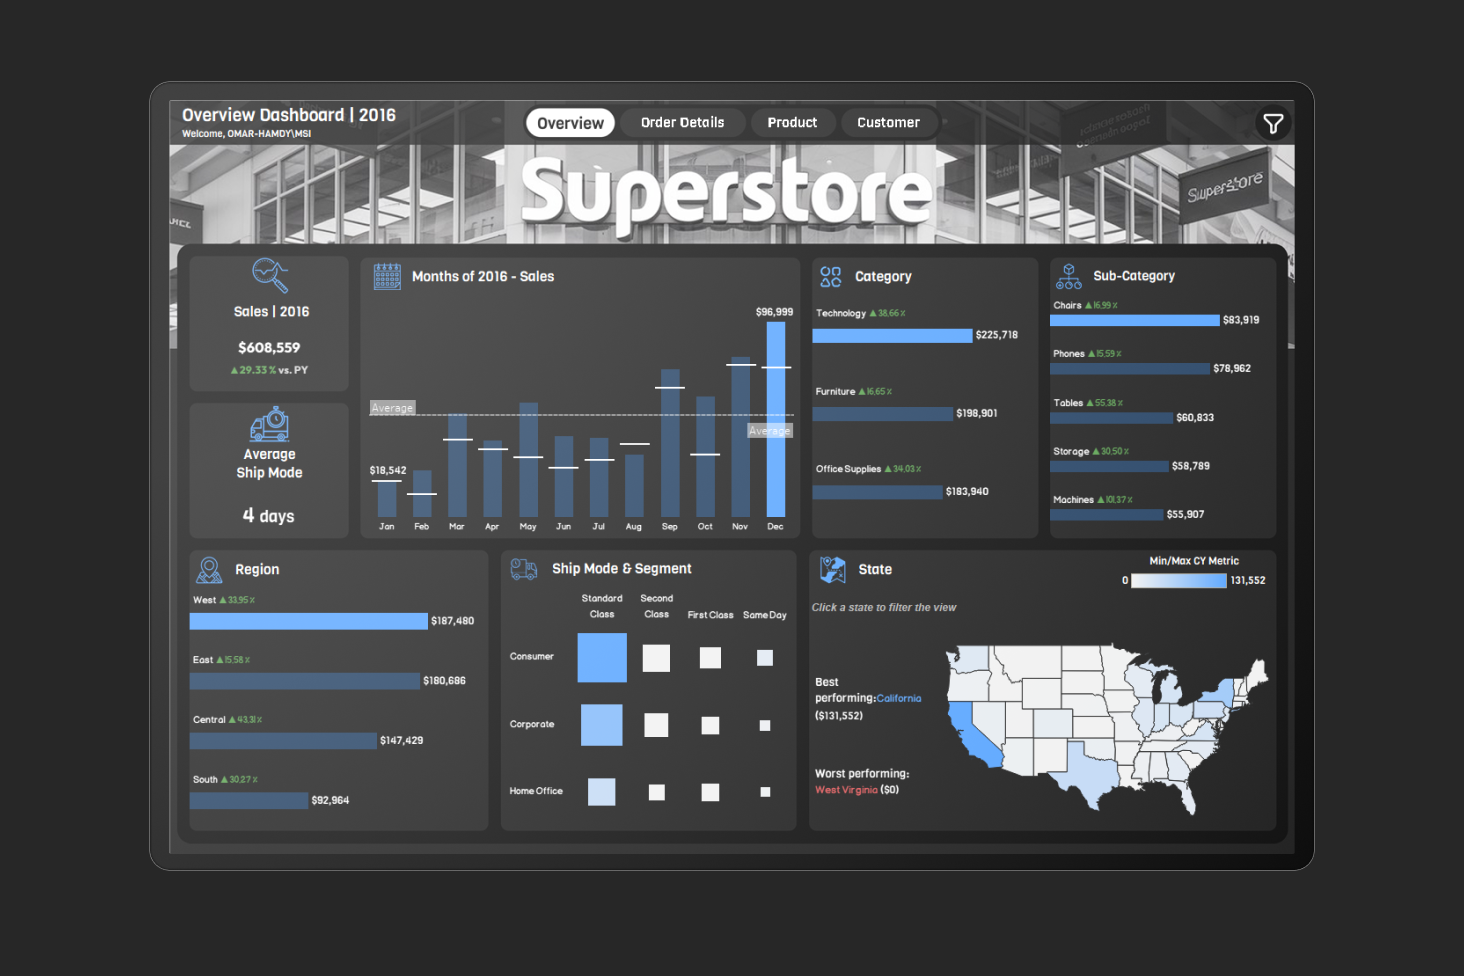 Overview Dashboard | 2016
Welcome, OMAR-HAMDY\MSI
Overview
Order Details
Product
Customer
Superstore
Superstore
Sales | 2016
$608,559
▲29.33% vs. PY
Average
Ship Mode
4 days
Months of 2016 - Sales
$96,999
Average
Average
$18,542
Jan Feb Mar Apr May Jun Jul Aug Sep Oct Nov Dec
Category
Technology ▲38.66%
$225,718
Furniture ▲16.65%
$198,901
Office Supplies ▲34.03%
$183,940
Sub-Category
Chairs ▲16.99%
$83,919
Phones ▲15.59%
$78,962
Tables ▲55.38%
$60,833
Storage ▲30.50%
$58,789
Machines ▲101.37%
$55,907
Region
West ▲33.95%
$187,480
East ▲15.58%
$180,686
Central ▲43.31%
$147,429
South ▲30.27%
$92,964
Ship Mode & Segment
Standard Class
Second Class
First Class
Same Day
Consumer
Corporate
Home Office
State
Min/Max CY Metric
0
131,552
Click a state to filter the view
Best
performing:California
($131,552)
Worst performing:
West Virginia ($0)